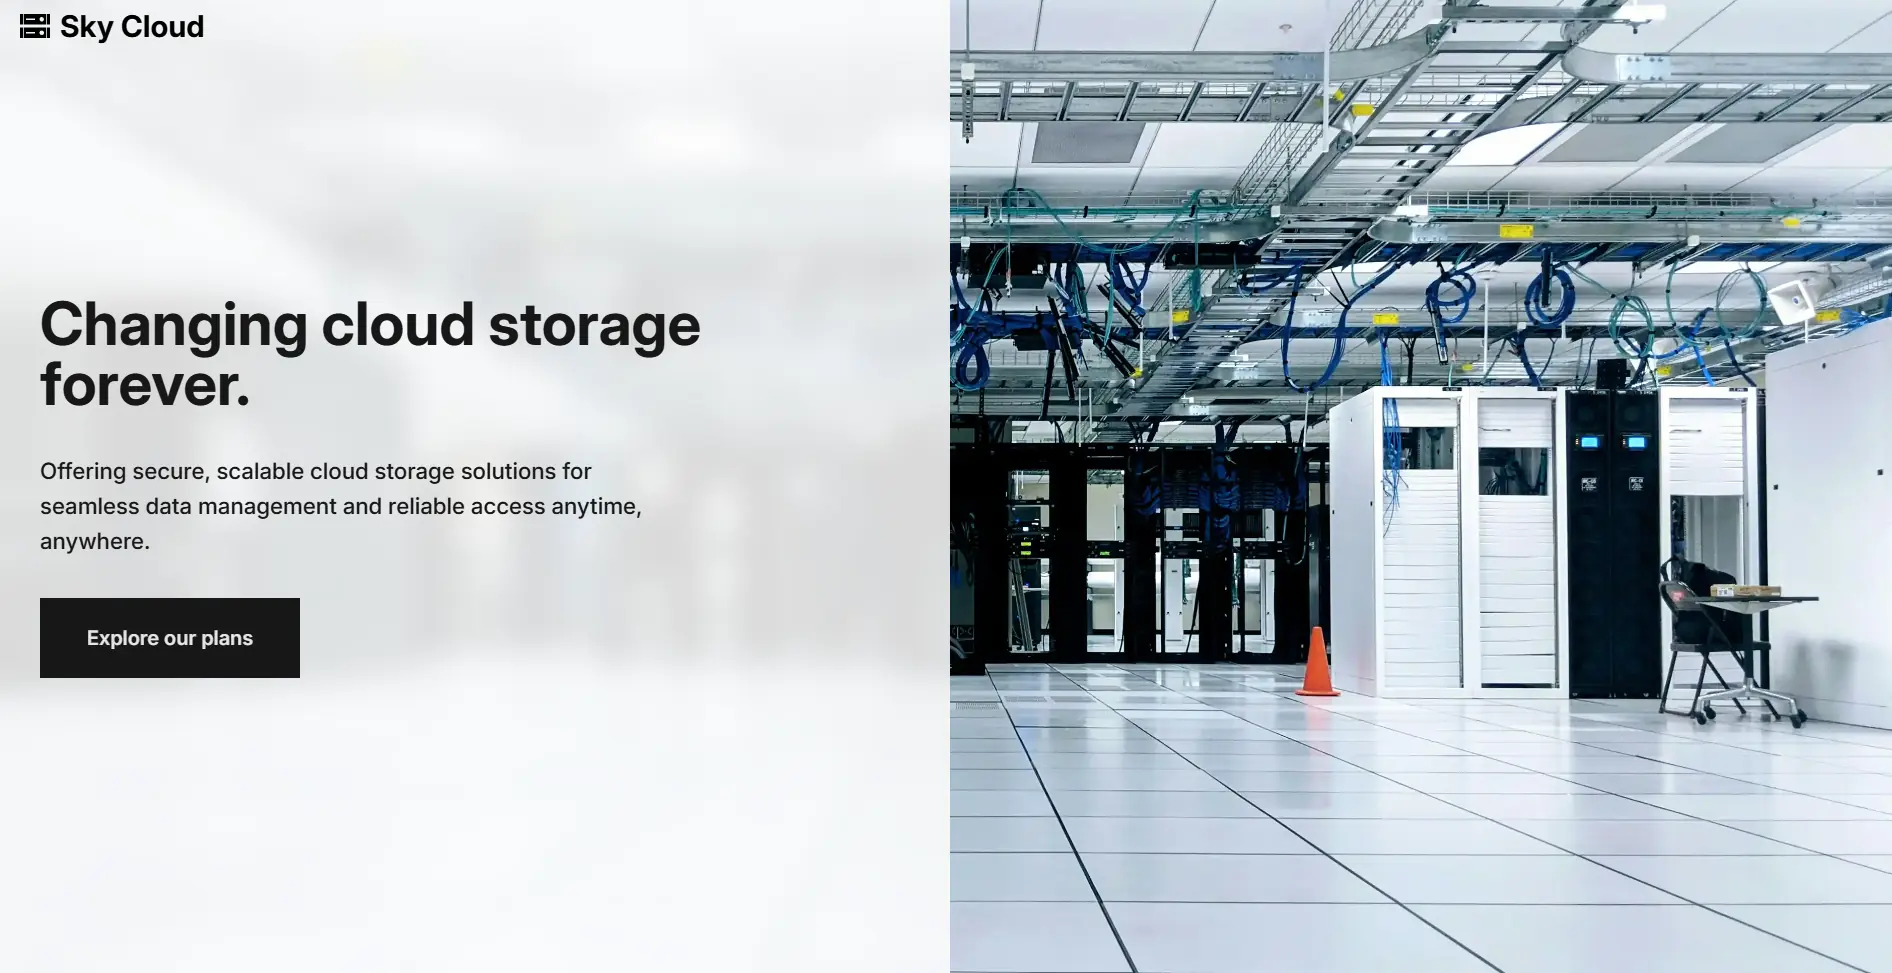 Sky Cloud
Changing cloud storage
forever.
Offering secure, scalable cloud storage solutions for
seamless data management and reliable access anytime,
anywhere.
Explore our plans